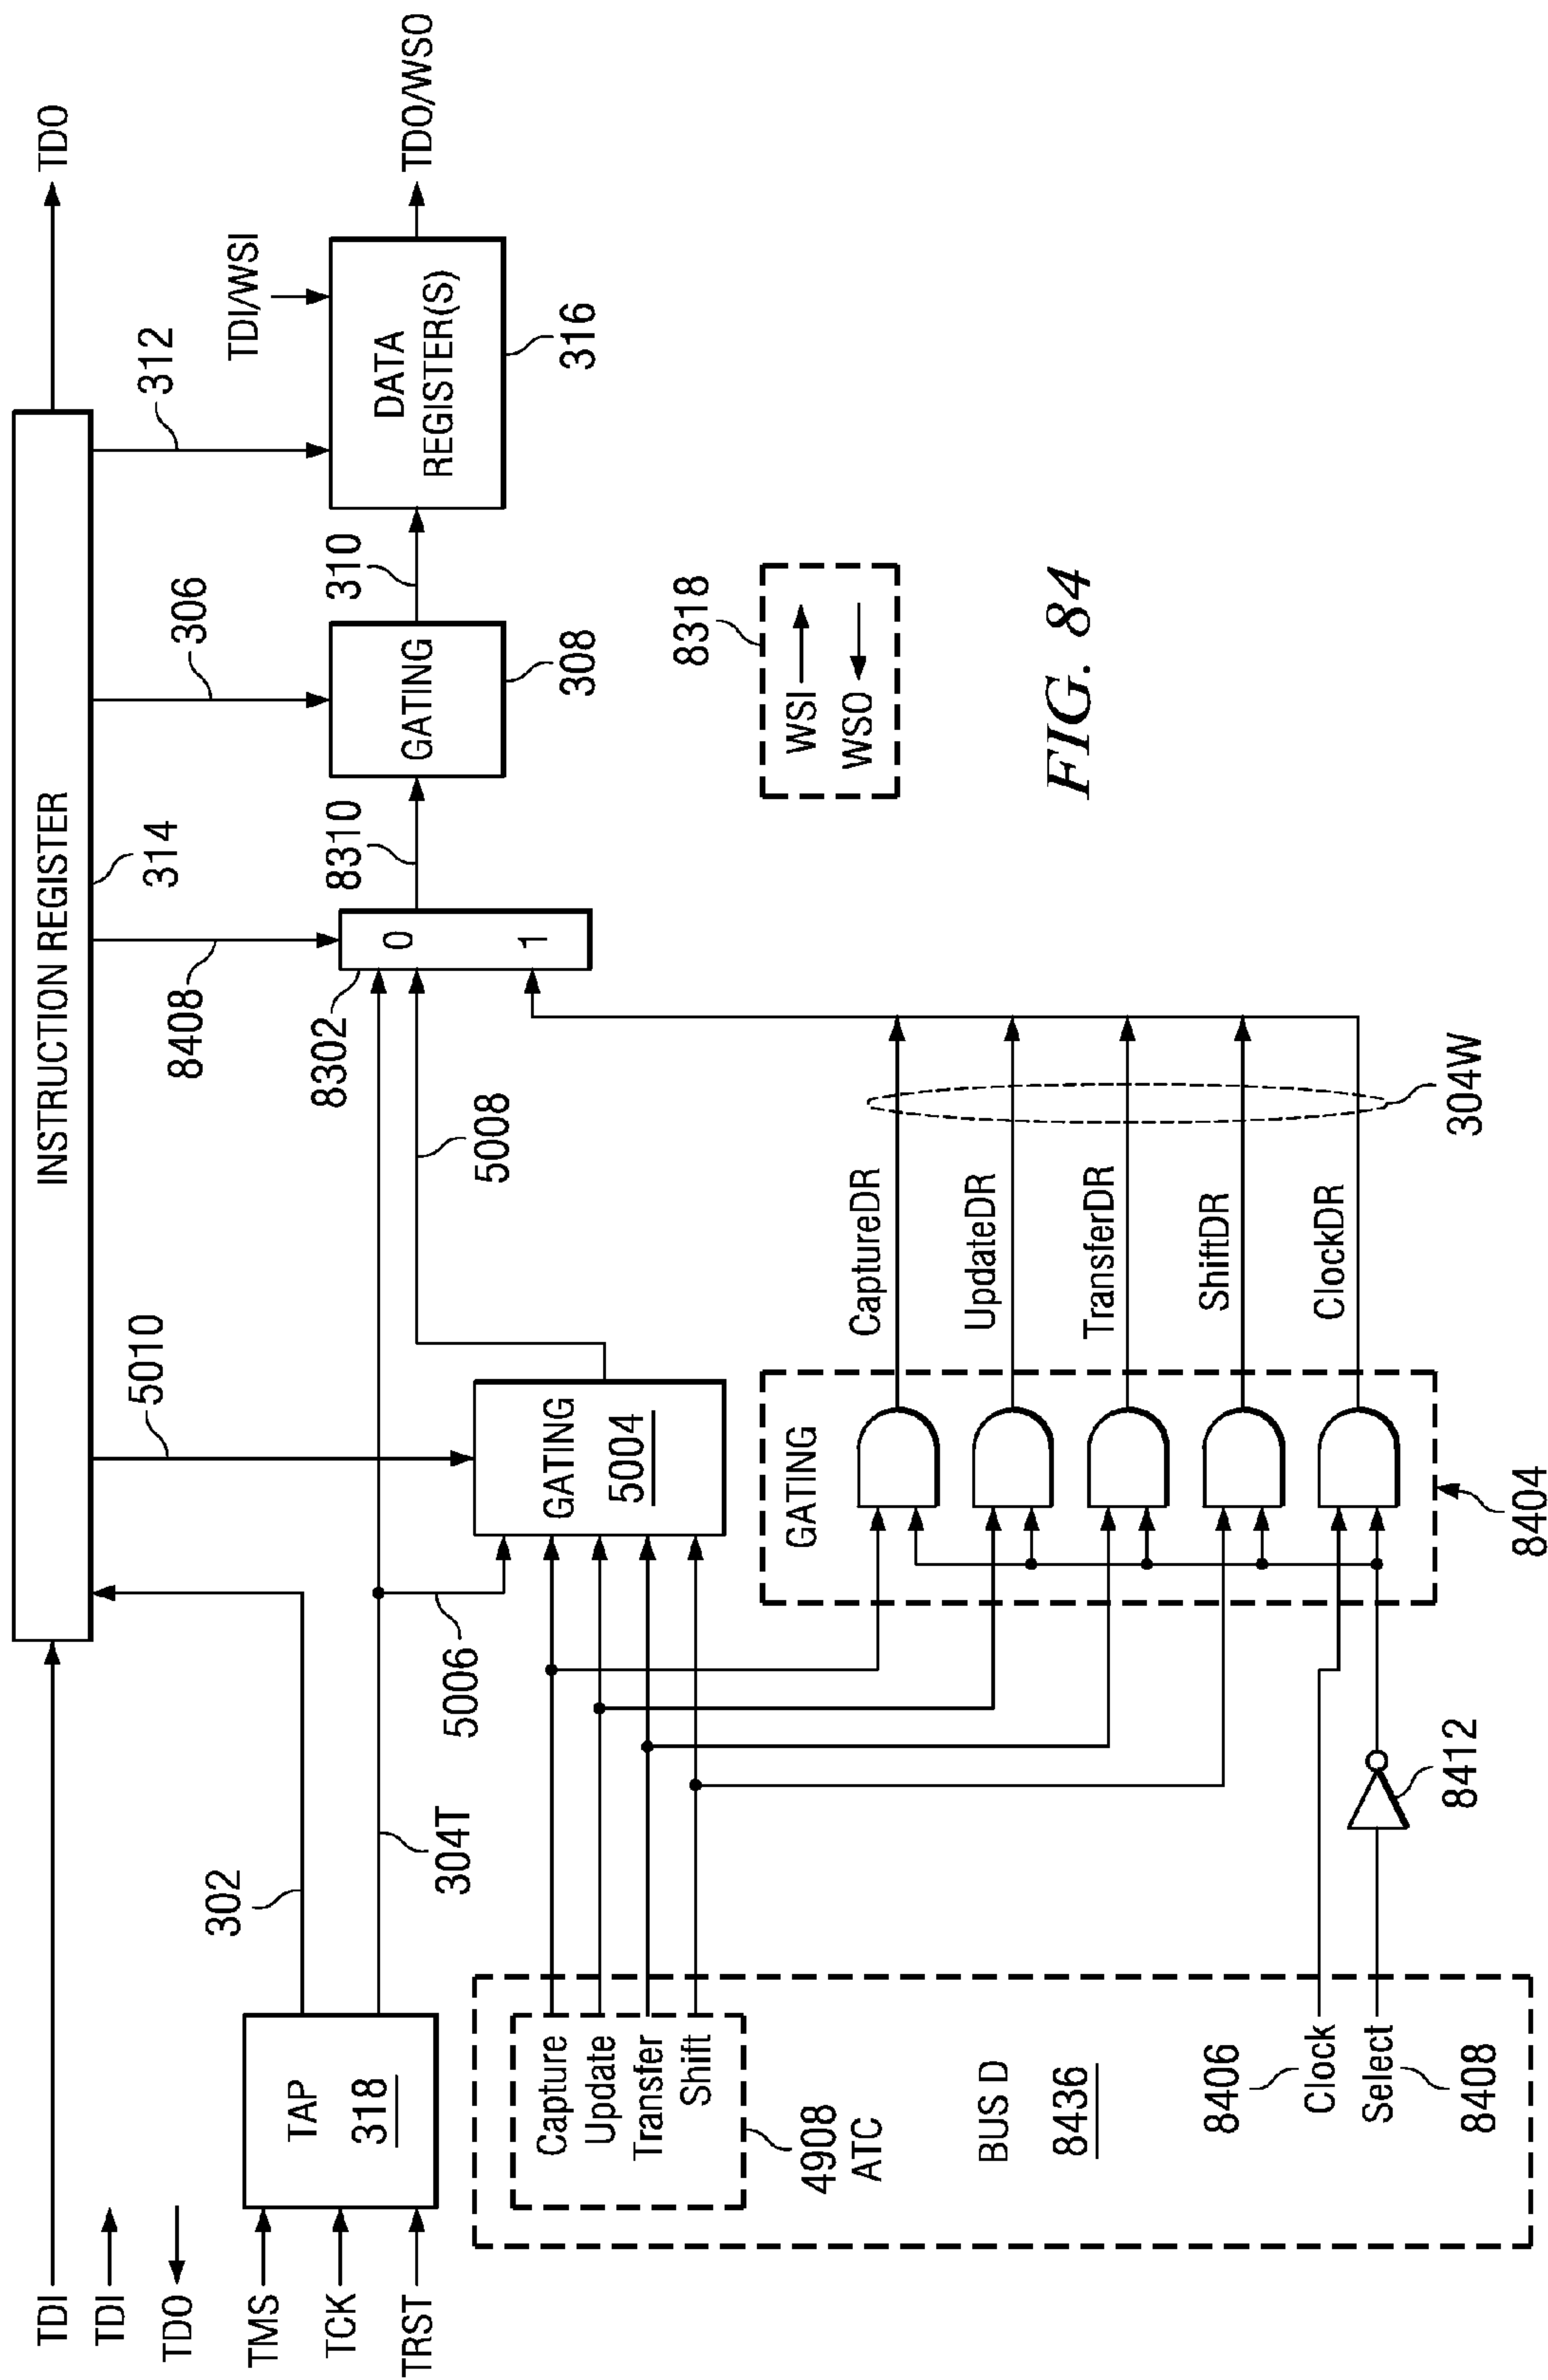 TDI
INSTRUCTION REGISTER
TDO
TDI
TDO
314
302
5010
8408
306
312
TMS
TCK
TRST
TAP
318
304T
5006
GATING
5004
5008
8302
0
1
8310
GATING
308
310
TDI/WSI
DATA
REGISTER(S)
316
TDO/WSO
Capture
Update
Transfer
Shift
4908
ATC
BUS D
8436
8406
Clock
Select
8408
8412
GATING
8404
CaptureDR
UpdateDR
TransferDR
ShiftDR
ClockDR
304W
8318
WSI
WSO
FIG. 84